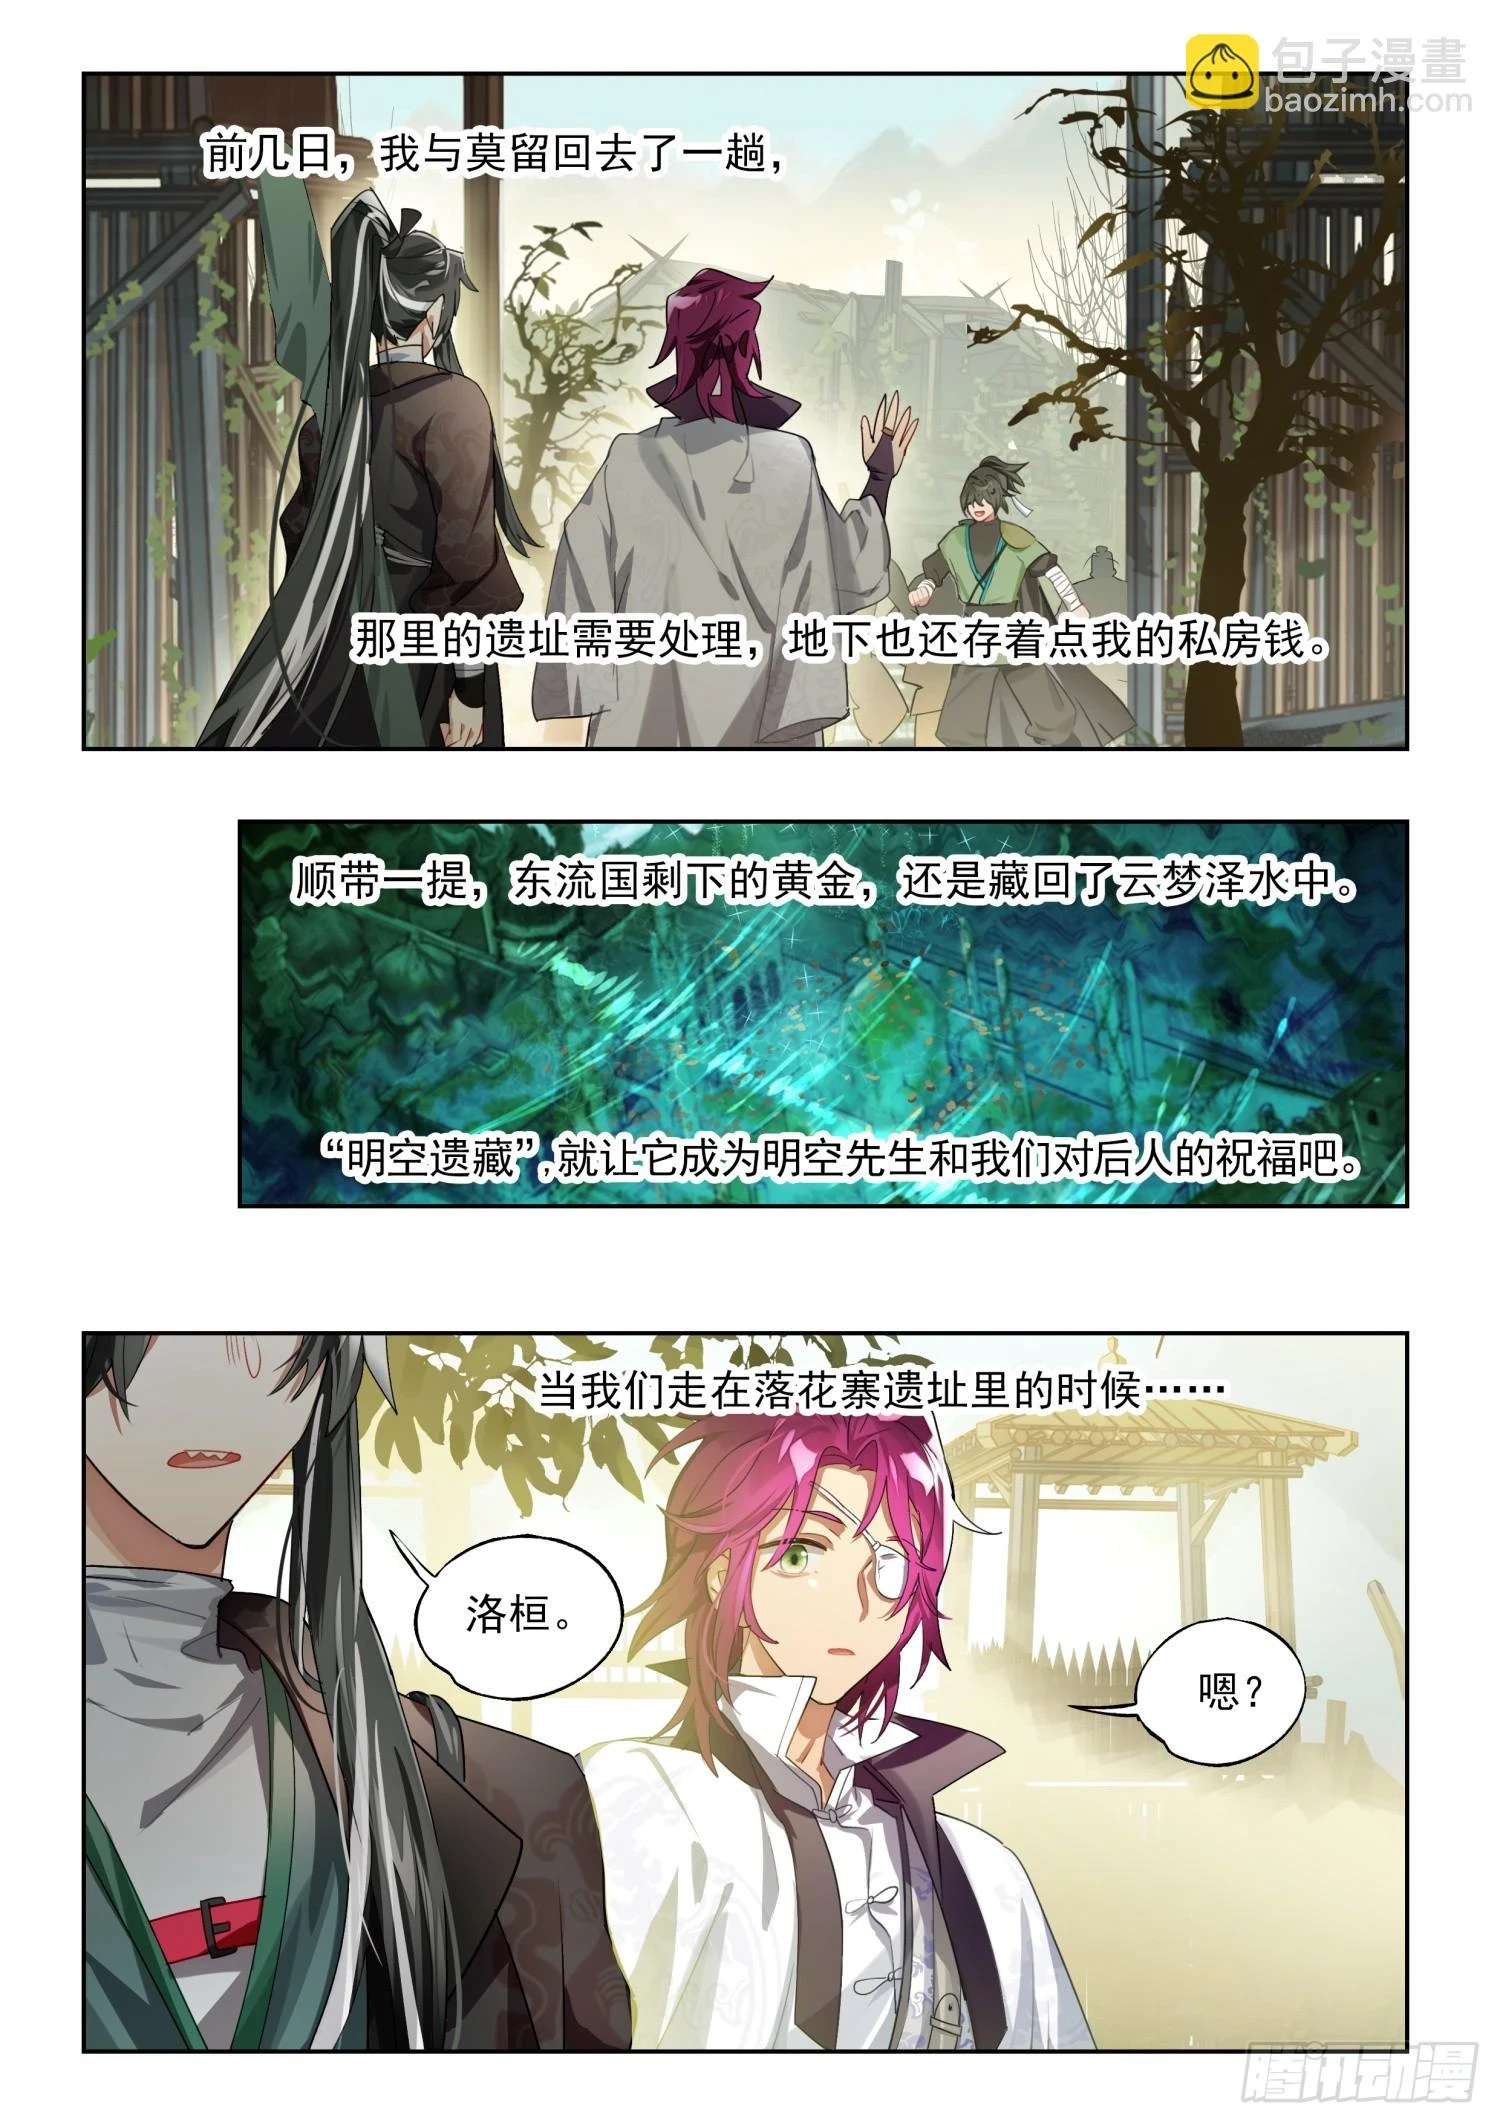 包子漫畫
baozimh.com
前几日，我与莫留回去了一趟，
那里的遗址需要处理，地下也还存着点我的私房钱。
顺带一提，东流国剩下的黄金，还是藏回了云梦泽水中。
“明空遗藏”，就让它成为明空先生和我们对后人的祝福吧。
当我们走在落花寨遗址里的时候……
洛桓。
嗯？
腾讯动漫